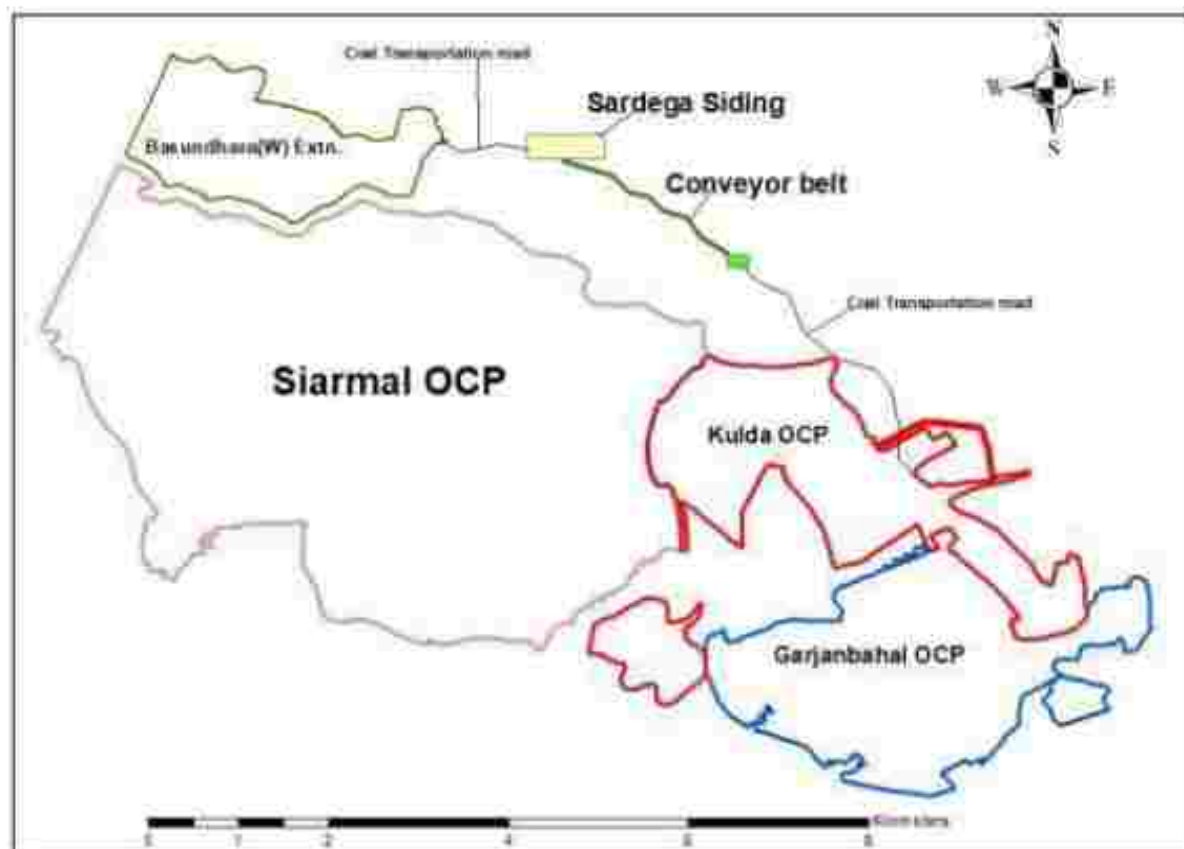 N
Coal Transportation road
W E
Sardega Siding
S
Basundhara(W) Extn.
Conveyor belt
Coal Transportation road
Siarmal OCP
Kulda OCP
Garjanbahal OCP
0 1 2 4 6 8 Kilometers